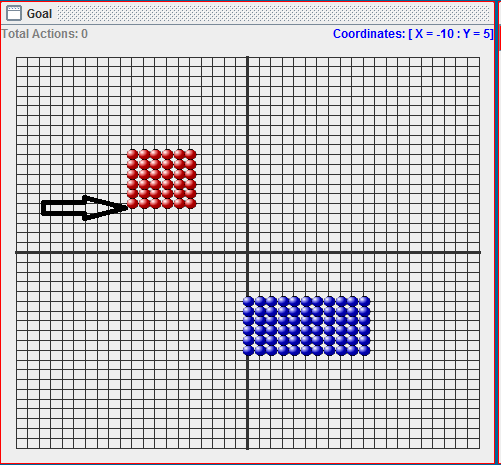 Goal
Total Actions: 0
Coordinates: [ X = -10 : Y = 5]